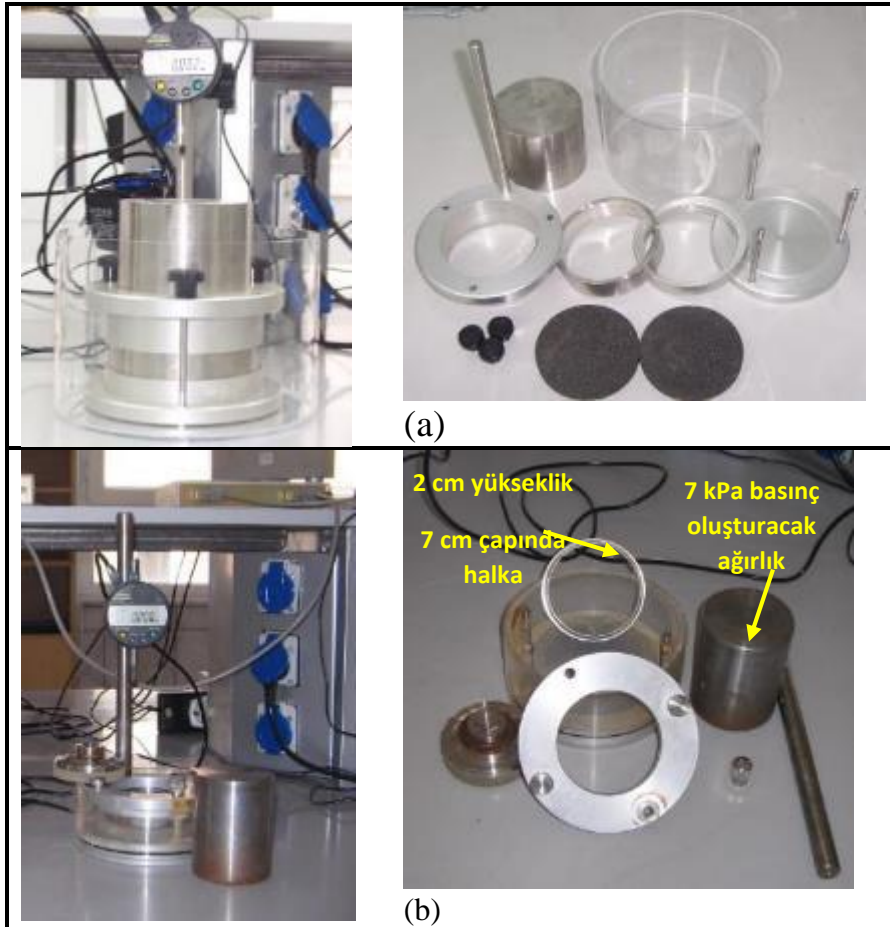 (a)
2 cm yükseklik
7 cm çapında
halka
7 kPa basınç
oluşturacak
ağırlık
(b)